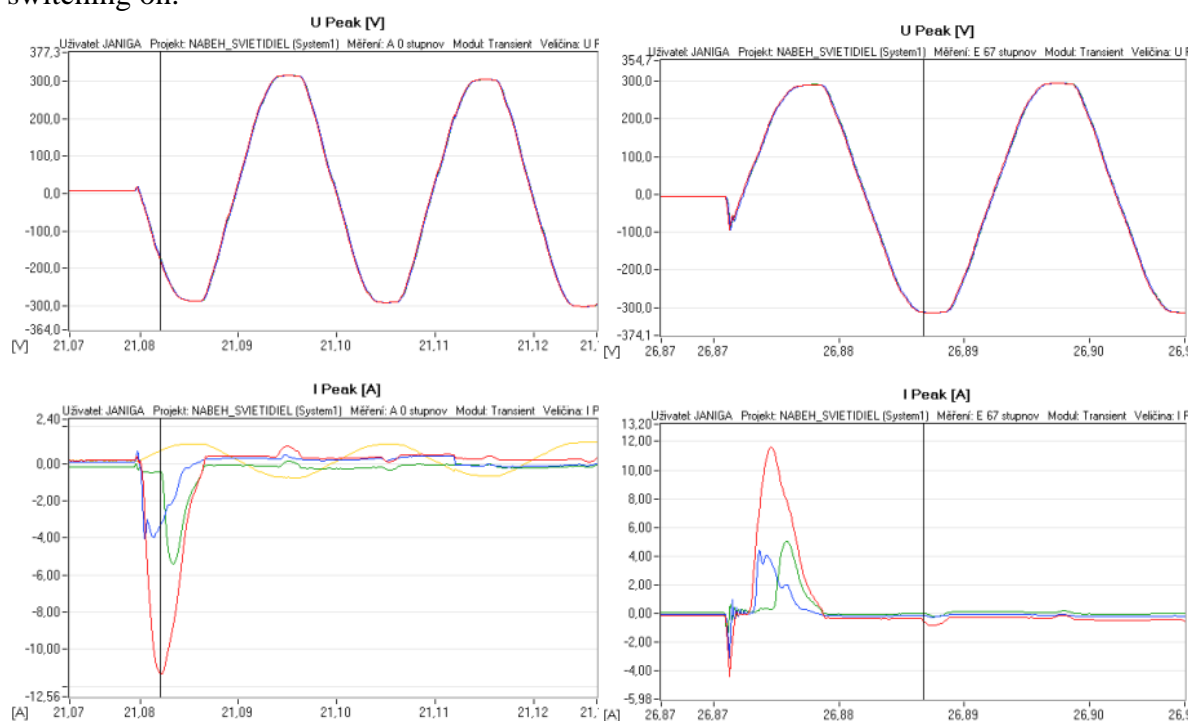 switching on.
U Peak [V]
Uživatel: JANIGA Projekt: NABEH_SVIETIDIEL (System1) Měření: A 0 stupnov Modul: Transient Veličina: U P
377,3
300,0
200,0
100,0
0,0
-100,0
-200,0
-300,0
-364,0
[V]
21,07 21,08 21,09 21,10 21,11 21,12 21,
U Peak [V]
Uživatel: JANIGA Projekt: NABEH_SVIETIDIEL (System1) Měření: E 67 stupnov Modul: Transient Veličina: U P
354,7
300,0
200,0
100,0
0,0
-100,0
-200,0
-300,0
-374,1
[V]
26,87 26,87 26,88 26,89 26,90 26,9
I Peak [A]
Uživatel: JANIGA Projekt: NABEH_SVIETIDIEL (System1) Měření: A 0 stupnov Modul: Transient Veličina: I P
2,40
0,00
-2,00
-4,00
-6,00
-8,00
-10,00
-12,56
[A]
21,07 21,08 21,09 21,10 21,11 21,12 21,
I Peak [A]
Uživatel: JANIGA Projekt: NABEH_SVIETIDIEL (System1) Měření: E 67 stupnov Modul: Transient Veličina: I P
13,20
12,00
10,00
8,00
6,00
4,00
2,00
0,00
-2,00
-4,00
-5,98
[A]
26,87 26,87 26,88 26,89 26,90 26,9